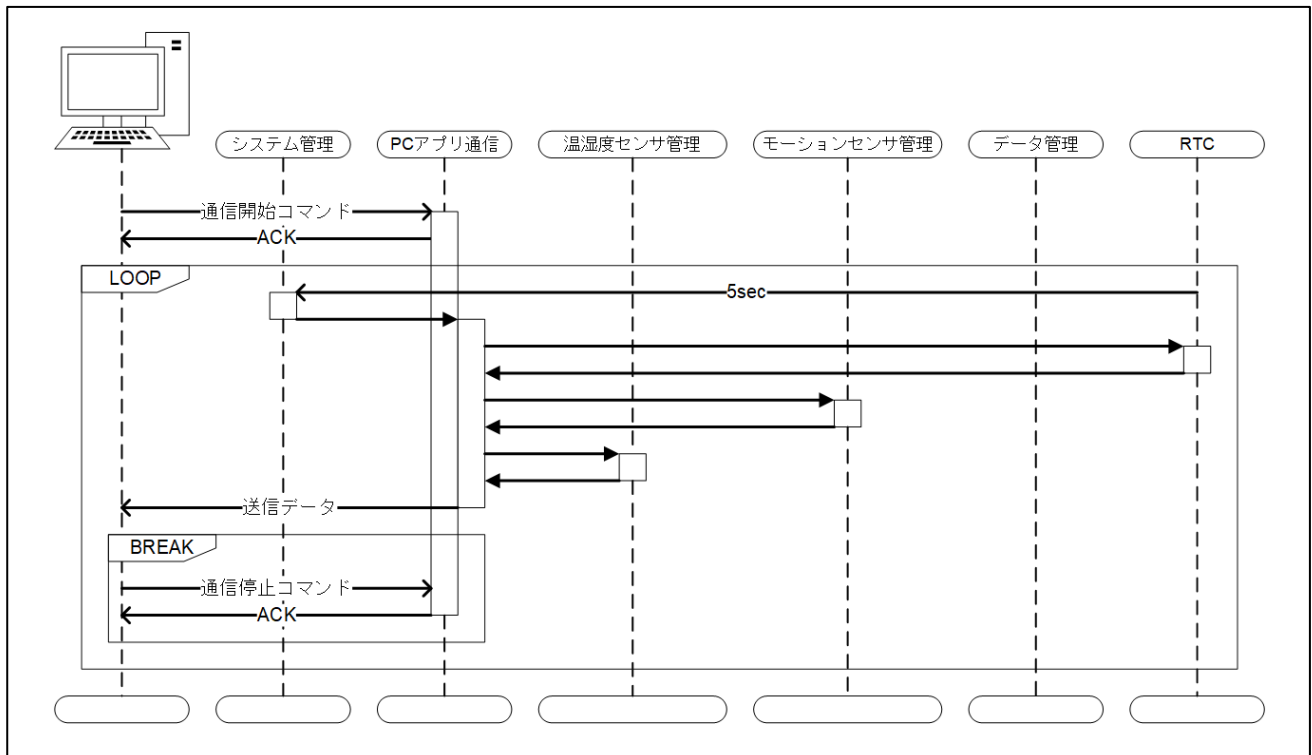 システム管理
PCアプリ通信
温湿度センサ管理
モーションセンサ管理
データ管理
RTC
通信開始コマンド
ACK
LOOP
5sec
送信データ
BREAK
通信停止コマンド
ACK